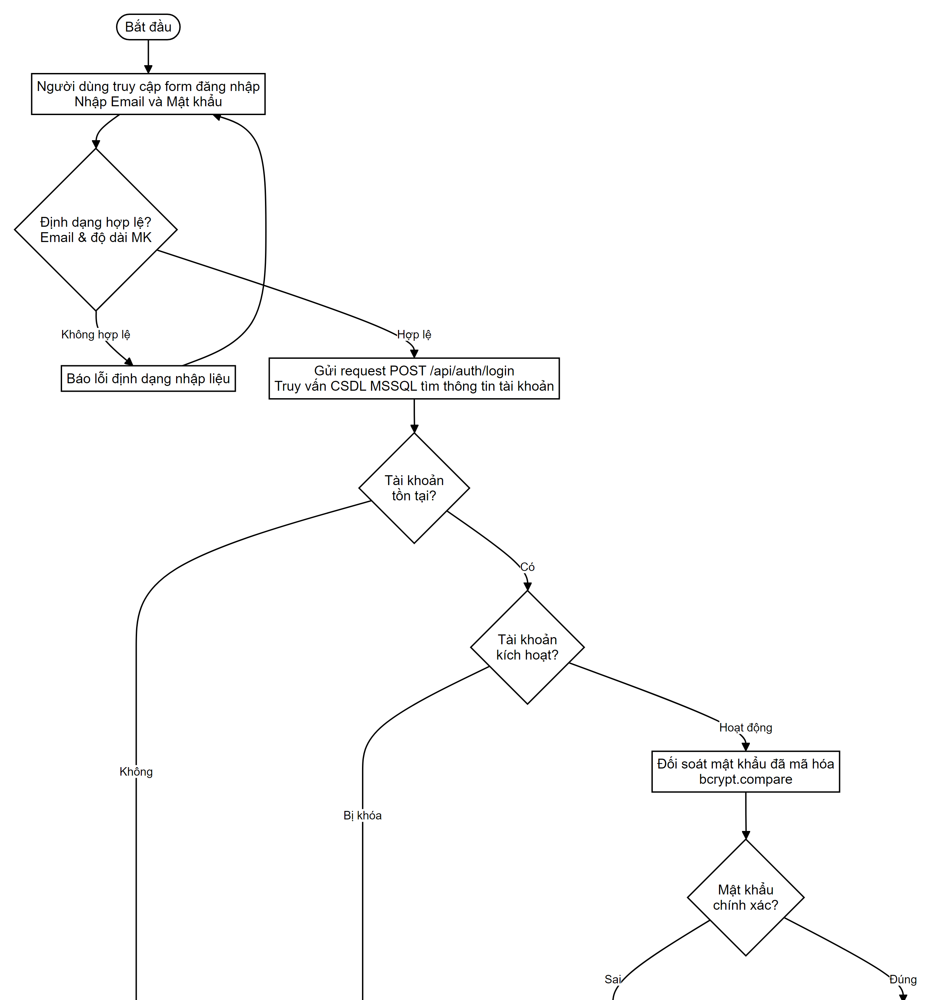 Bắt đầu
Người dùng truy cập form đăng nhập
Nhập Email và Mật khẩu
Định dạng hợp lệ?
Email & độ dài MK
Không hợp lệ
Hợp lệ
Báo lỗi định dạng nhập liệu
Gửi request POST /api/auth/login
Truy vấn CSDL MSSQL tìm thông tin tài khoản
Tài khoản
tồn tại?
Có
Tài khoản
kích hoạt?
Hoạt động
Không
Đối soát mật khẩu đã mã hóa
bcrypt.compare
Bị khóa
Mật khẩu
chính xác?
Sai
Đúng